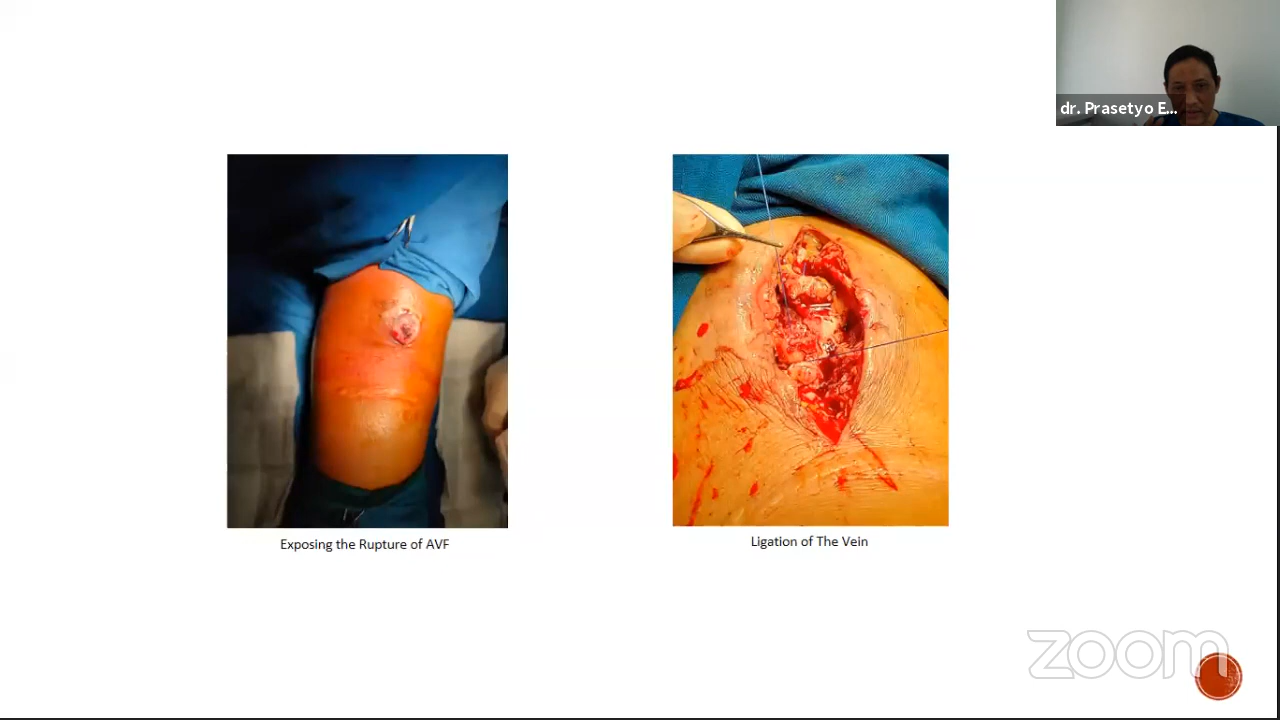 dr. Prasetyo E...
Exposing the Rupture of AVF
Ligation of The Vein
zoom